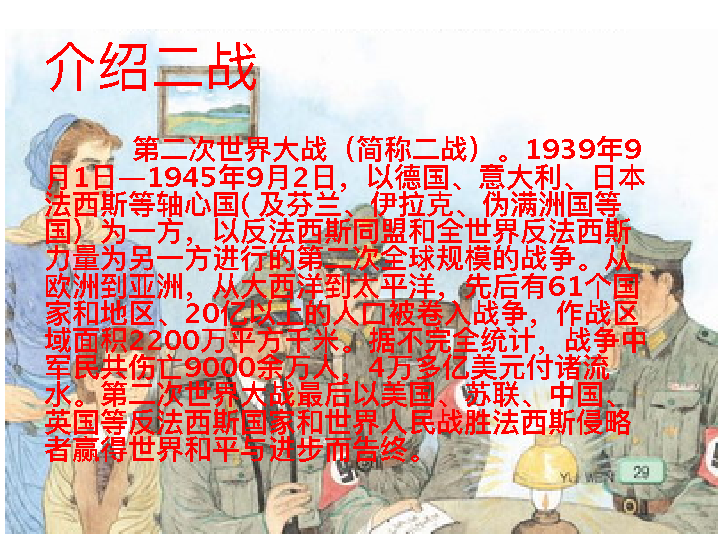 介绍二战
第二次世界大战（简称二战）。1939年9
月1日—1945年9月2日，以德国、意大利、日本
法西斯等轴心国(及芬兰、伊拉克、伪满洲国等
国）为一方，以反法西斯同盟和全世界反法西斯
力量为另一方进行的第二次全球规模的战争。从
欧洲到亚洲，从大西洋到太平洋，先后有61个国
家和地区、20亿以上的人口被卷入战争，作战区
域面积2200万平方千米。据不完全统计，战争中
军民共伤亡9000余万人，4万多亿美元付诸流
水。第二次世界大战最后以美国、苏联、中国、
英国等反法西斯国家和世界人民战胜法西斯侵略
者赢得世界和平与进步而告终。
YU WEN 29